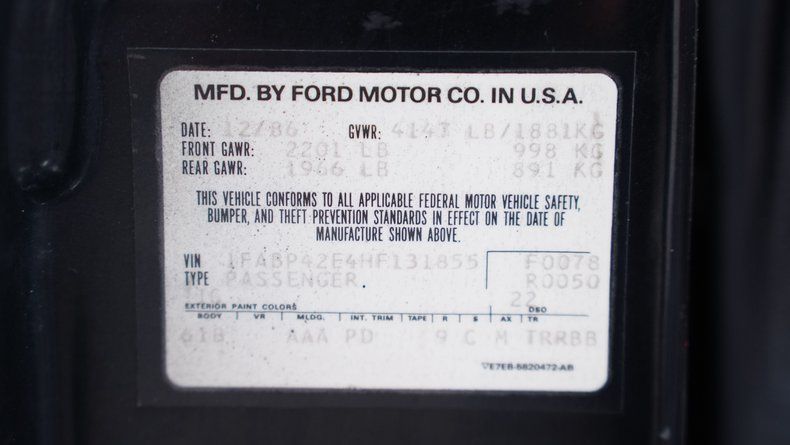 MFD. BY FORD MOTOR CO. IN U.S.A.
DATE: 12/86 GVWR: 4147 LB/1881KG
FRONT GAWR: 2201 LB 998 KG
REAR GAWR: 1966 LB 891 KG
THIS VEHICLE CONFORMS TO ALL APPLICABLE FEDERAL MOTOR VEHICLE SAFETY,
BUMPER, AND THEFT PREVENTION STANDARDS IN EFFECT ON THE DATE OF
MANUFACTURE SHOWN ABOVE.
VIN 1FABP42E4HF131855 F0078
TYPE PASSENGER R0050
22
EXTERIOR PAINT COLORS DSO
BODY VR MLDG. INT. TRIM TAPE R S AX TR
61B AAA PD 9 C M TRRBB
E7EB-5820472-AB